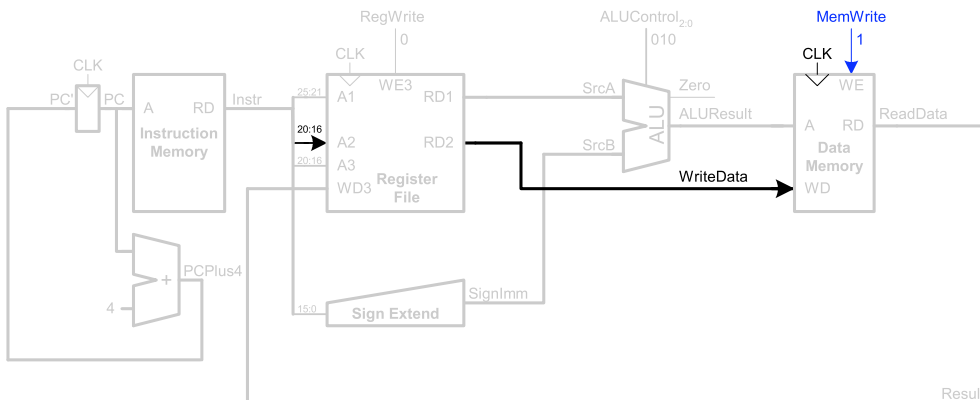 RegWrite
ALUControl2:0
MemWrite
0
010
1
CLK
CLK
CLK
PC'
PC
A
RD
Instr
Instruction
Memory
25:21
A1
WE3
RD1
20:16
A2
RD2
20:16
A3
WD3
Register
File
SrcA
SrcB
ALU
Zero
ALUResult
WriteData
WE
A
RD
ReadData
Data
Memory
WD
PCPlus4
+
4
15:0
Sign Extend
SignImm
Resul